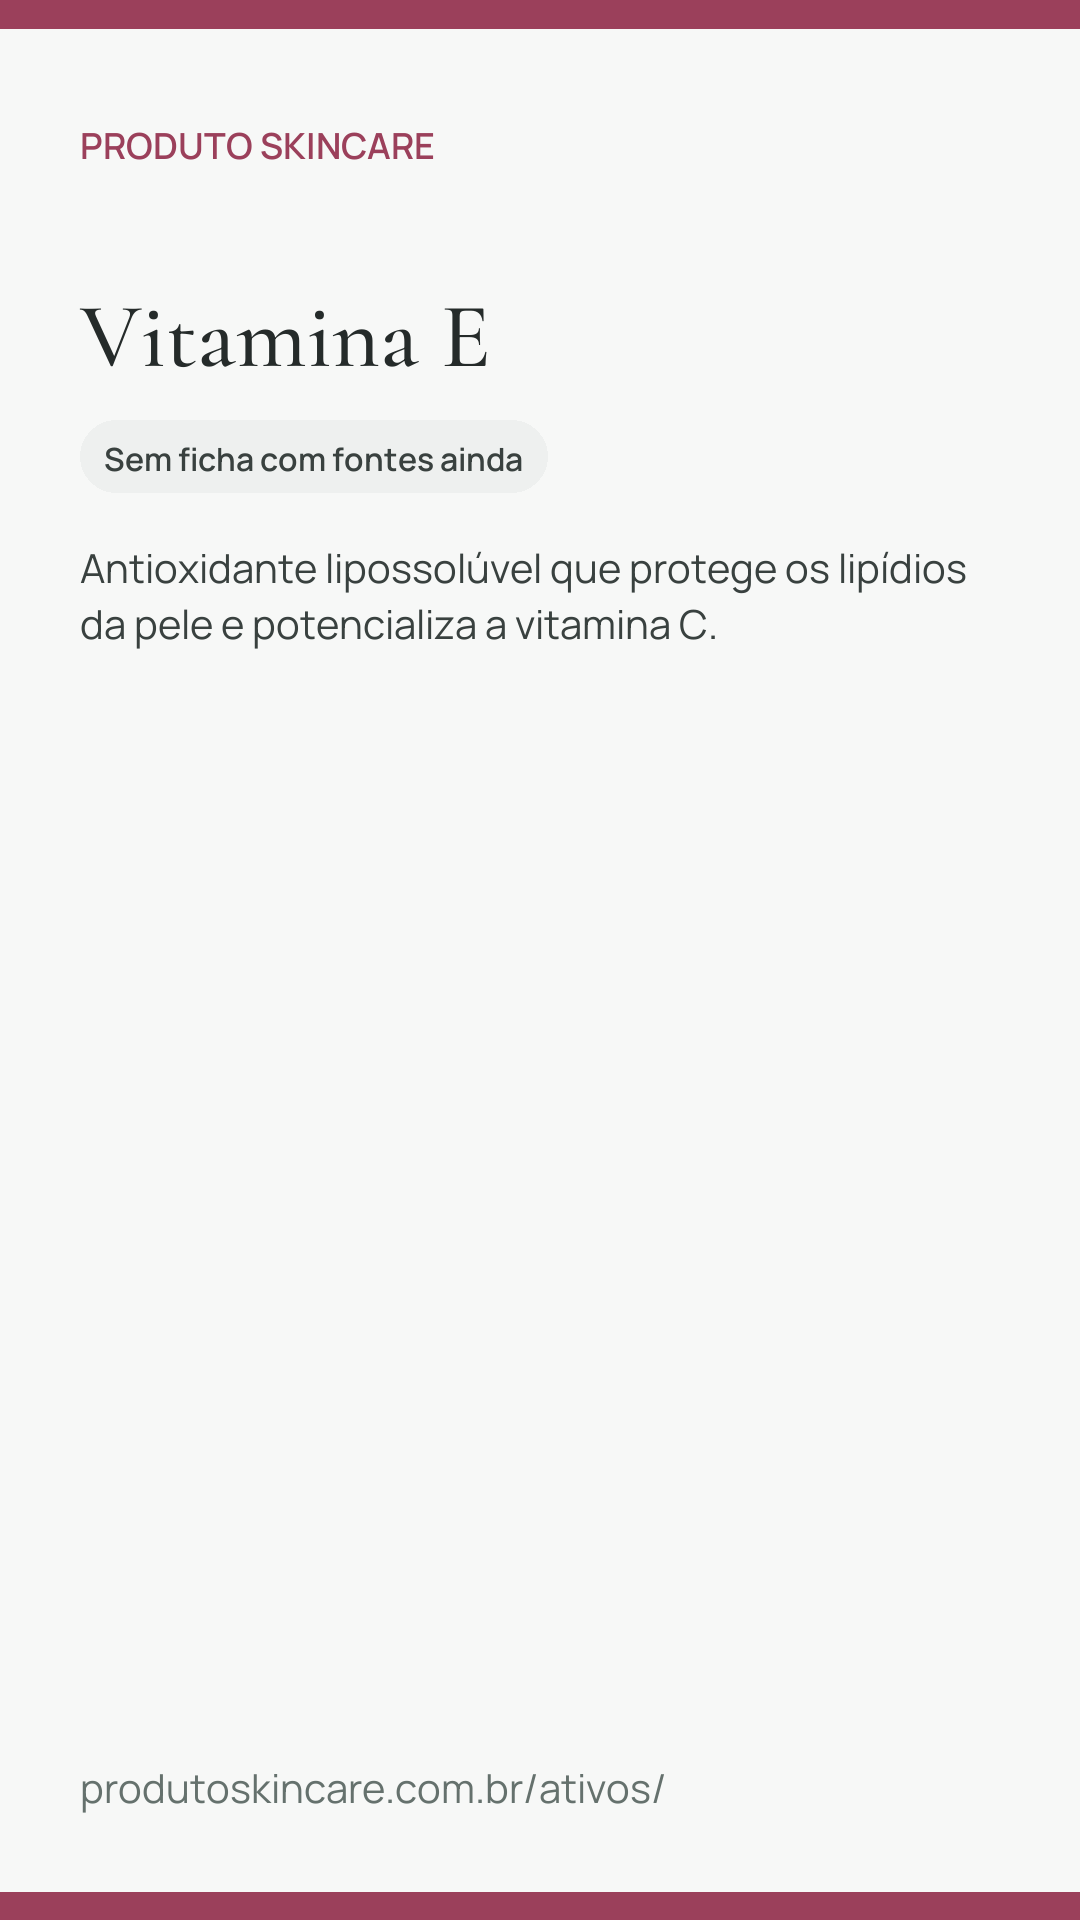 PRODUTO SKINCARE
Vitamina E
Sem ficha com fontes ainda
Antioxidante lipossolúvel que protege os lipídios
da pele e potencializa a vitamina C.
produtoskincare.com.br/ativos/